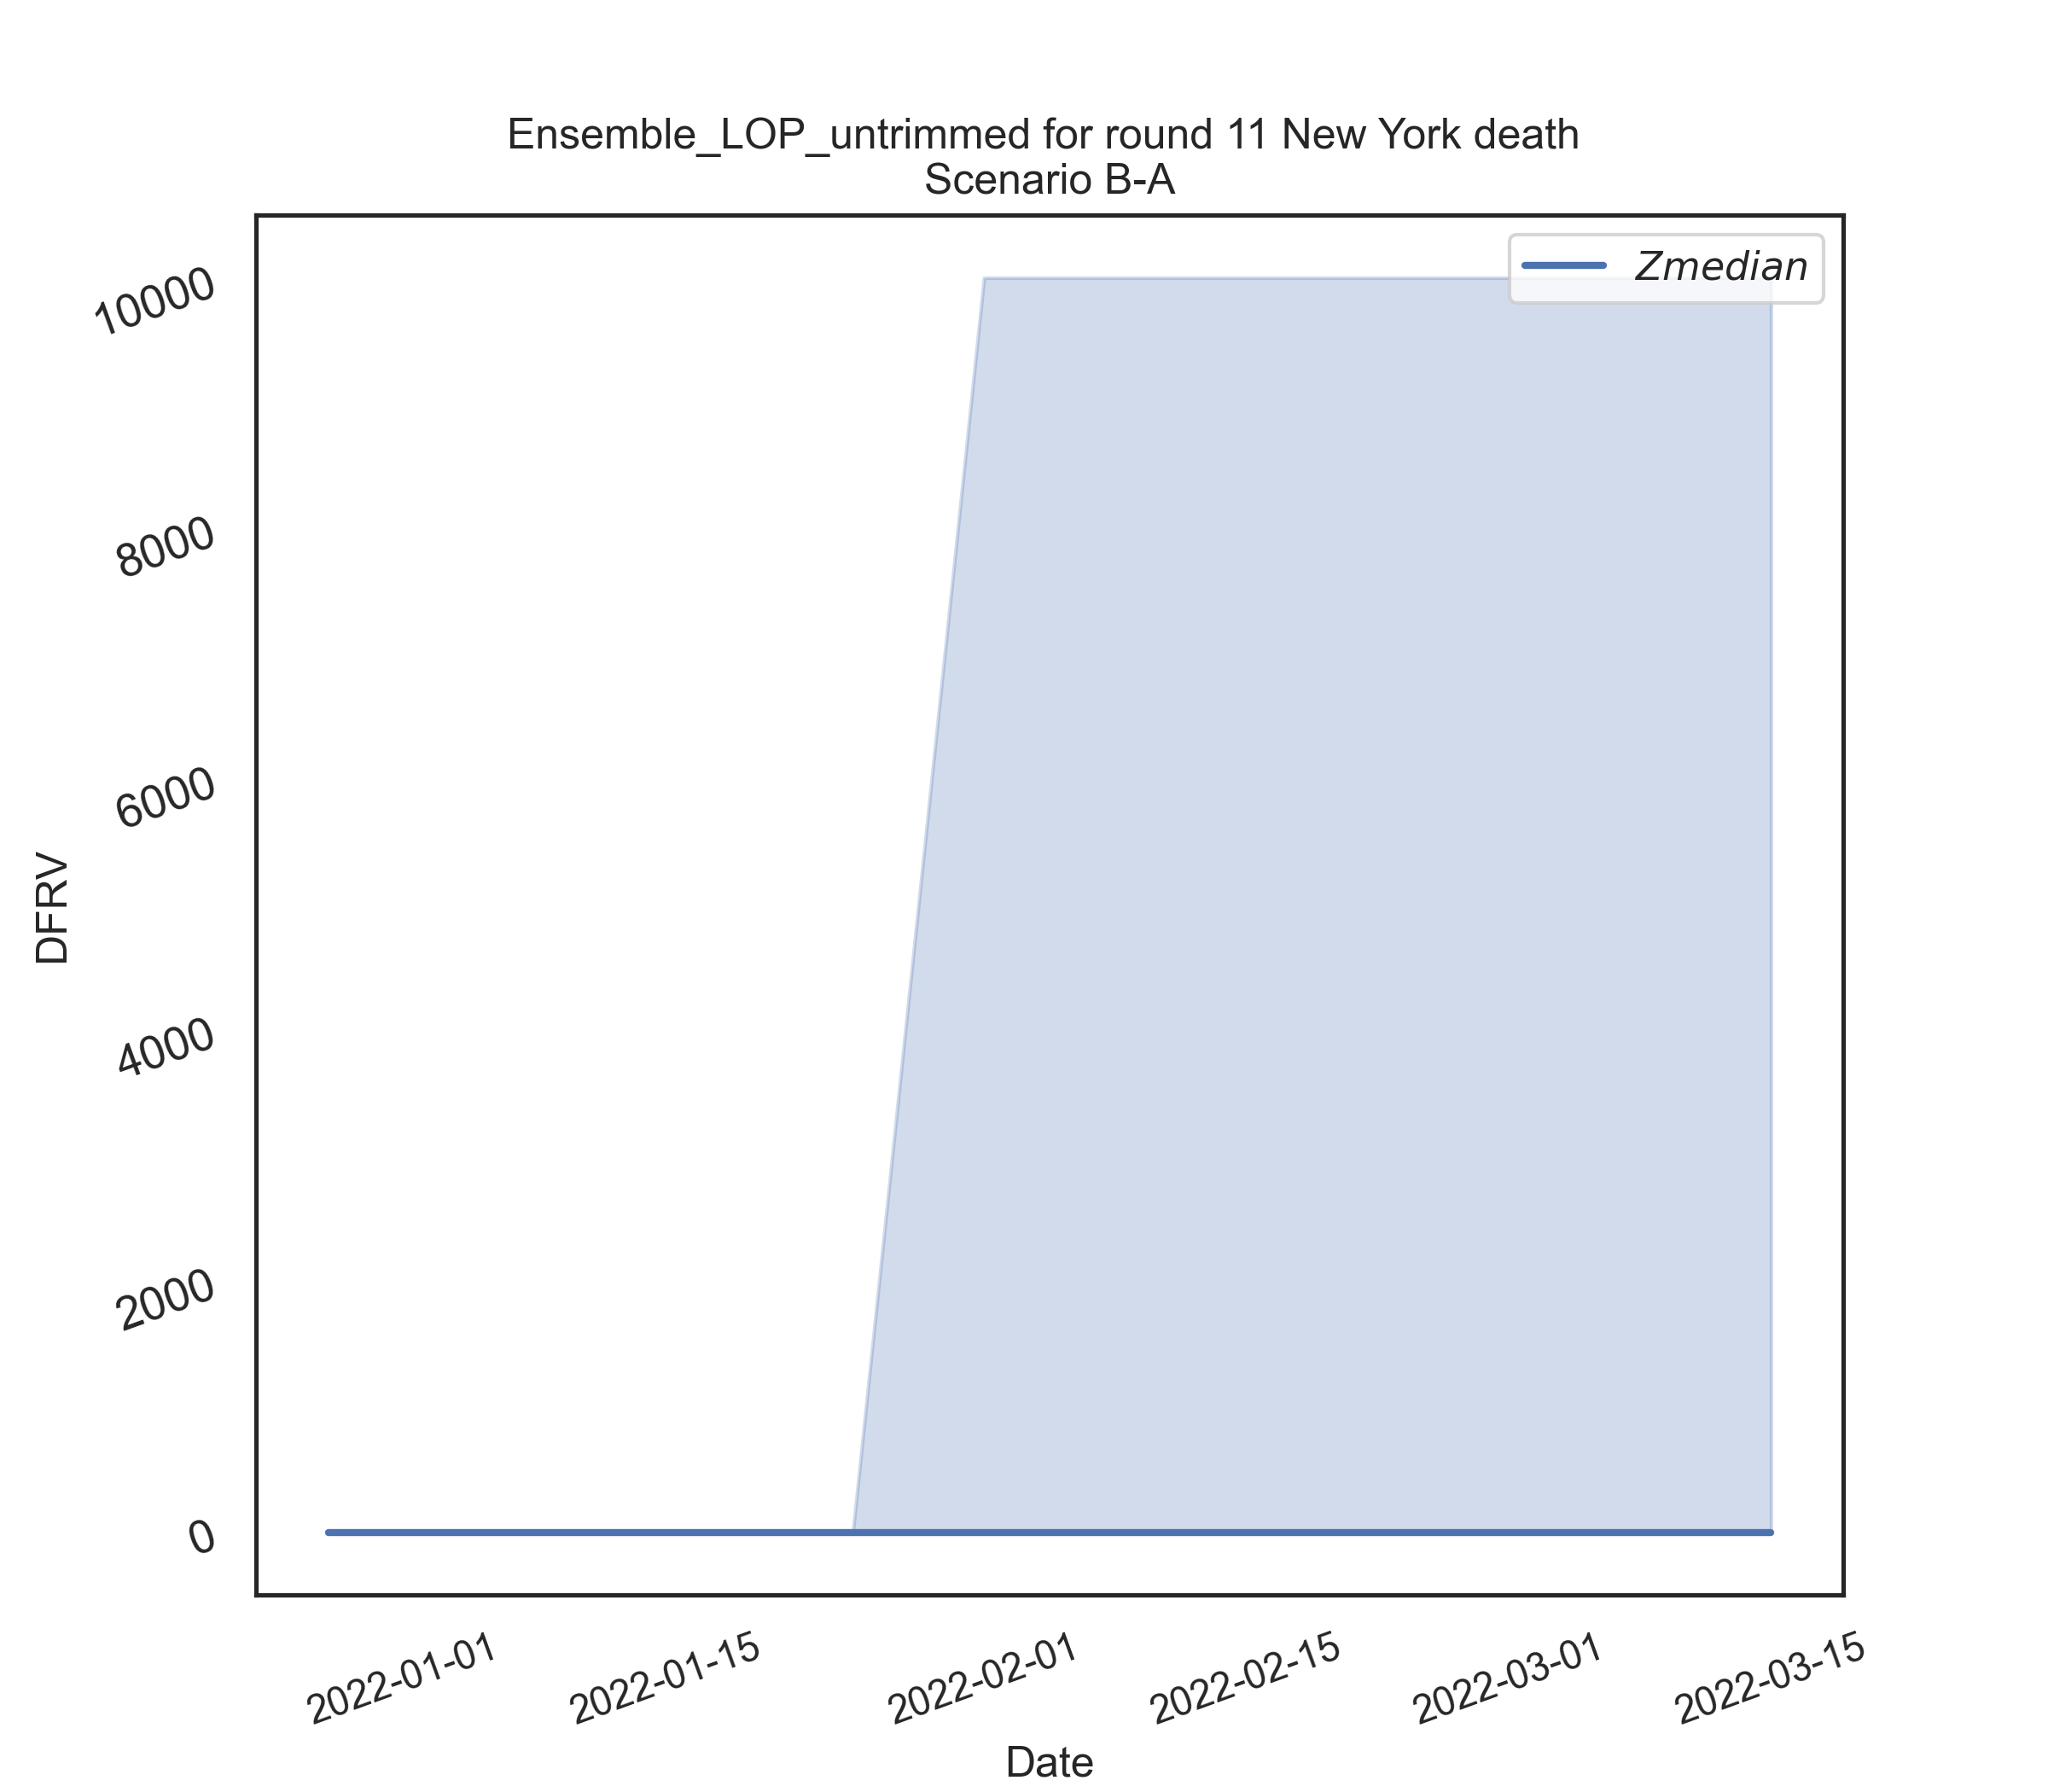 Ensemble_LOP_untrimmed for round 11 New York death
Scenario B-A
Zmedian
10000
8000
6000
4000
2000
0
DFRV
2022-01-01
2022-01-15
2022-02-01
2022-02-15
2022-03-01
2022-03-15
Date